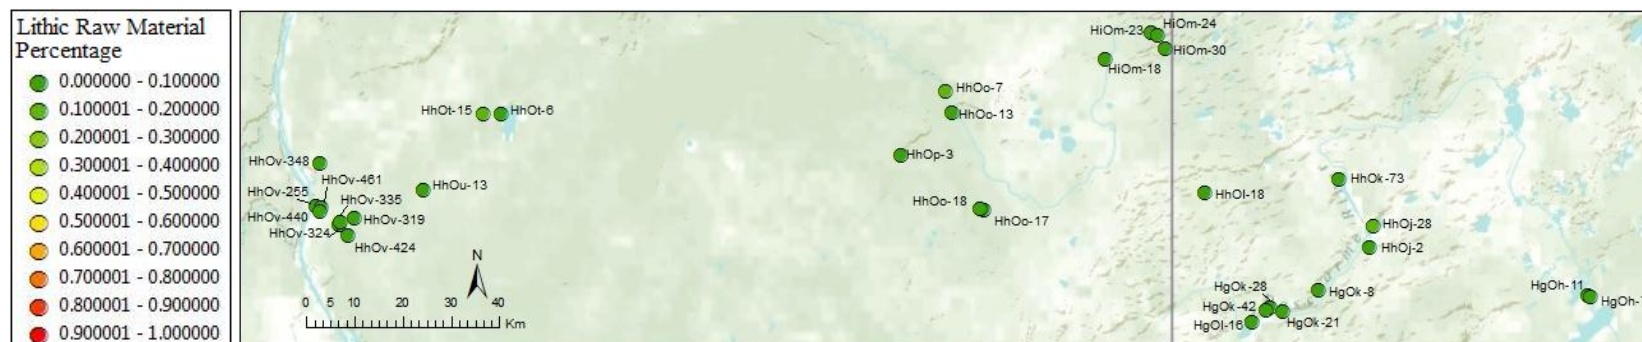 Lithic Raw Material
Percentage
0.000000 - 0.100000
0.100001 - 0.200000
0.200001 - 0.300000
0.300001 - 0.400000
0.400001 - 0.500000
0.500001 - 0.600000
0.600001 - 0.700000
0.700001 - 0.800000
0.800001 - 0.900000
0.900001 - 1.000000
HiOm-24
HiOm-23
HiOm-30
HiOm-18
HhOo-7
HhOt-15
HhOt-6
HhOo-13
HhOp-3
HhOv-348
HhOv-461
HhOk-73
HhOu-13
HhOv-255
HhOl-18
HhOv-335
HhOo-18
HhOv-440
HhOv-319
HhOo-17
HhOj-28
HhOv-324
HhOv-424
HhOj-2
N
HgOk-28
HgOh-11
HgOk-8
0 5 10 20 30 40
HgOk-42
Km
HgOl-16
HgOk-21